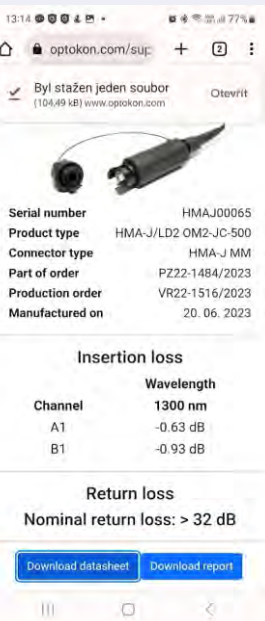 13:14
77%
optokon.com/sup
2
Byl stažen jeden soubor
Otevřít
(104,49 kB) www.optokon.com
Serial number HMAJ00065
Product type HMA-J/LD2 OM2-JC-500
Connector type HMA-J MM
Part of order PZ22-1484/2023
Production order VR22-1516/2023
Manufactured on 20. 06. 2023
Insertion loss
Wavelength
Channel 1300 nm
A1 -0.63 dB
B1 -0.93 dB
Return loss
Nominal return loss: > 32 dB
Download datasheet Download report